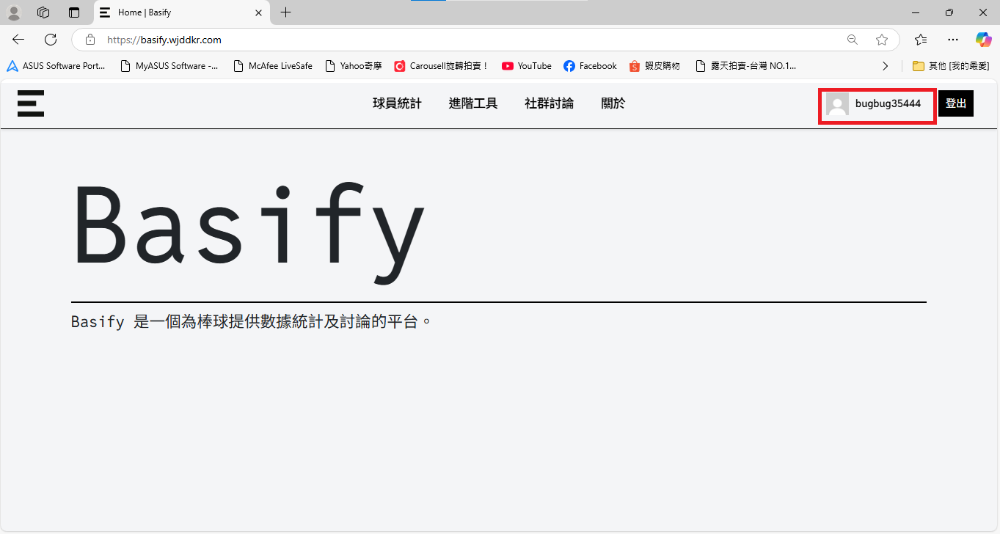 Home | Basify
https://basify.wjddkr.com
ASUS Software Port... MyASUS Software -... McAfee LiveSafe Yahoo奇摩 Carousell旋轉拍賣！ YouTube Facebook 蝦皮購物 露天拍賣-台灣 NO.1... 其他 [我的最愛]
球員統計 進階工具 社群討論 關於 bugbug35444 登出
Basify
Basify 是一個為棒球提供數據統計及討論的平台。